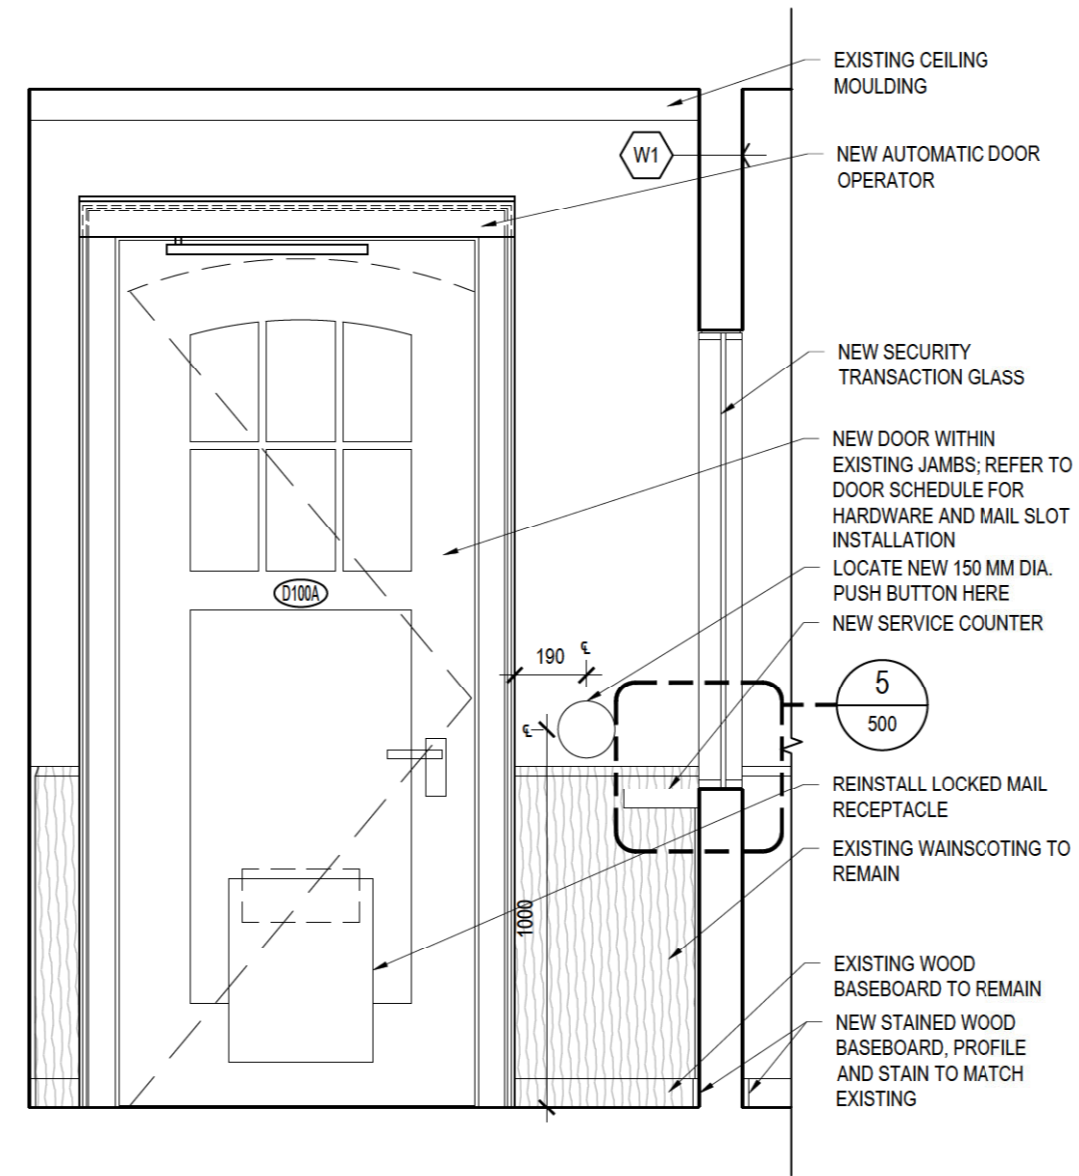 EXISTING CEILING
MOULDING
W1
NEW AUTOMATIC DOOR
OPERATOR
NEW SECURITY
TRANSACTION GLASS
NEW DOOR WITHIN
EXISTING JAMBS; REFER TO
DOOR SCHEDULE FOR
HARDWARE AND MAIL SLOT
INSTALLATION
LOCATE NEW 150 MM DIA.
PUSH BUTTON HERE
D100A
NEW SERVICE COUNTER
190
℄
5
500
℄
REINSTALL LOCKED MAIL
RECEPTACLE
EXISTING WAINSCOTING TO
REMAIN
1000
EXISTING WOOD
BASEBOARD TO REMAIN
NEW STAINED WOOD
BASEBOARD, PROFILE
AND STAIN TO MATCH
EXISTING